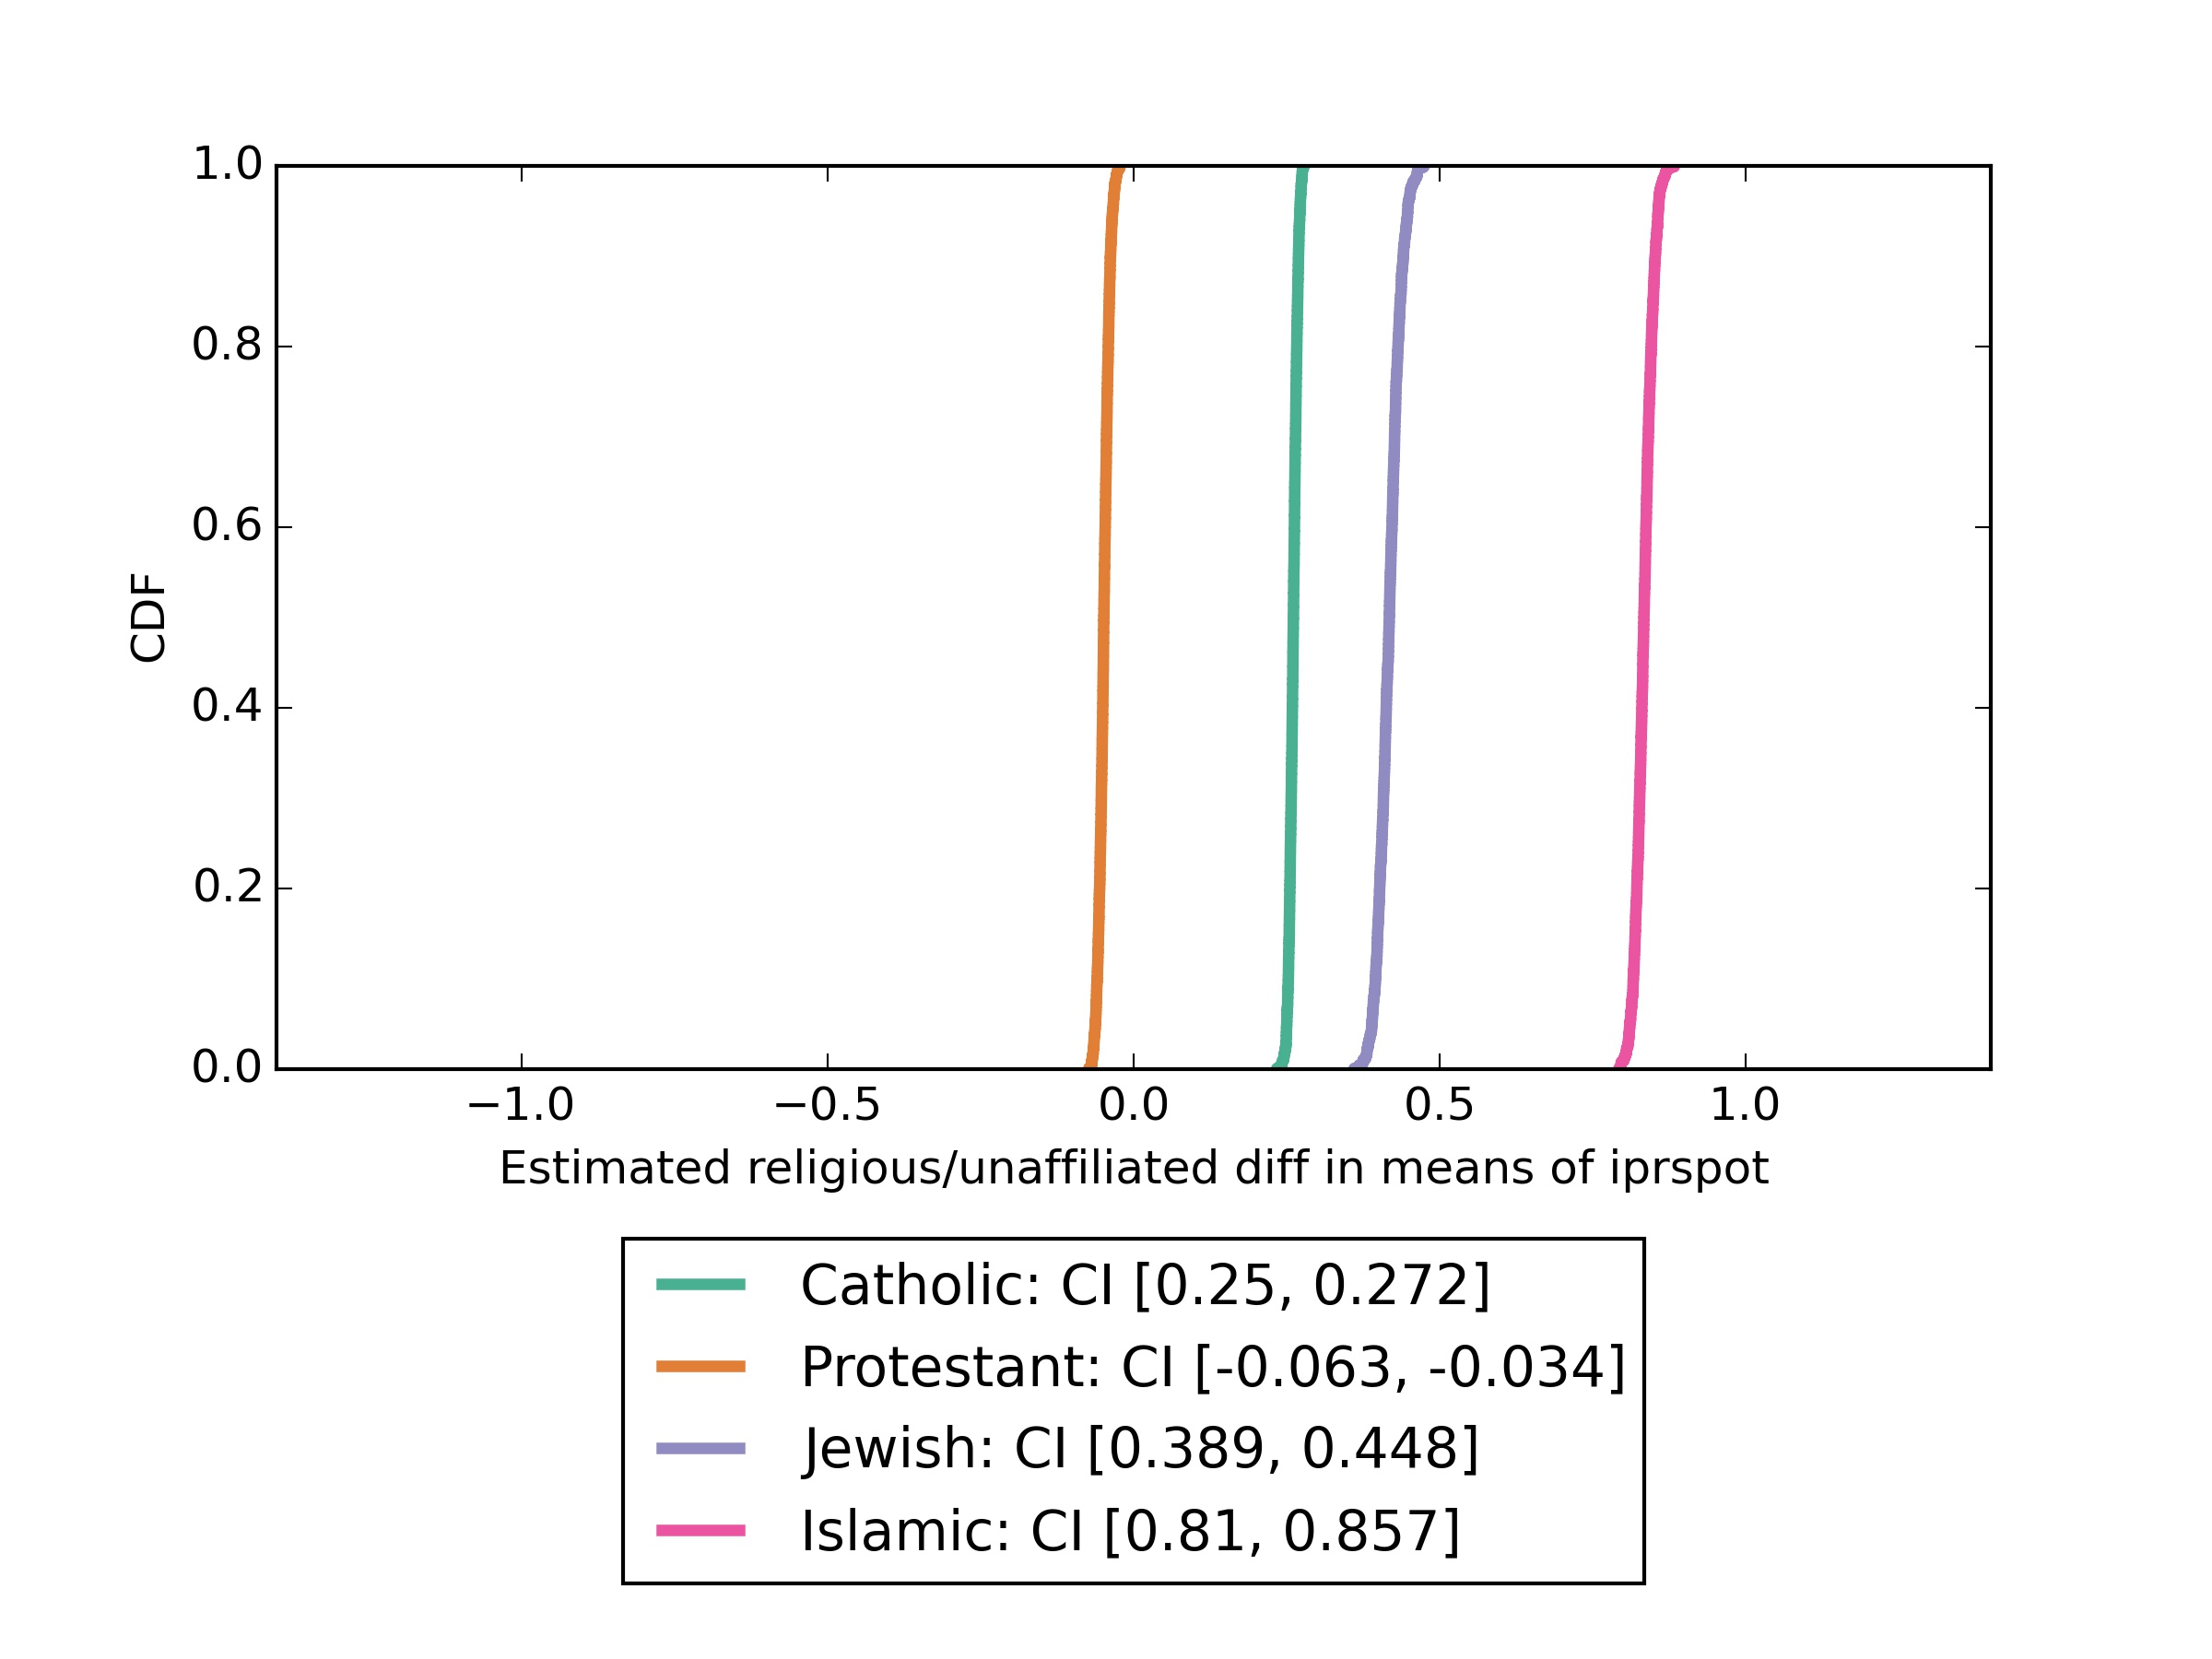 1.0
0.8
0.6
0.4
0.2
0.0
CDF
−1.0 −0.5 0.0 0.5 1.0
Estimated religious/unaffiliated diff in means of iprspot
Catholic: CI [0.25, 0.272]
Protestant: CI [-0.063, -0.034]
Jewish: CI [0.389, 0.448]
Islamic: CI [0.81, 0.857]